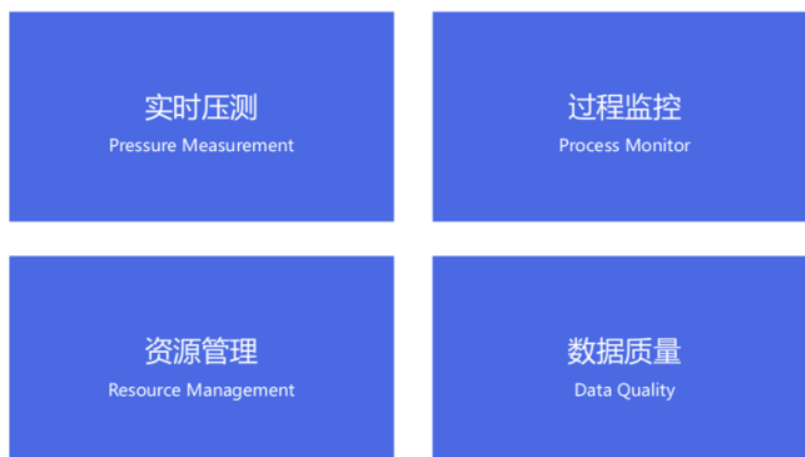 实时压测
Pressure Measurement
过程监控
Process Monitor
资源管理
Resource Management
数据质量
Data Quality